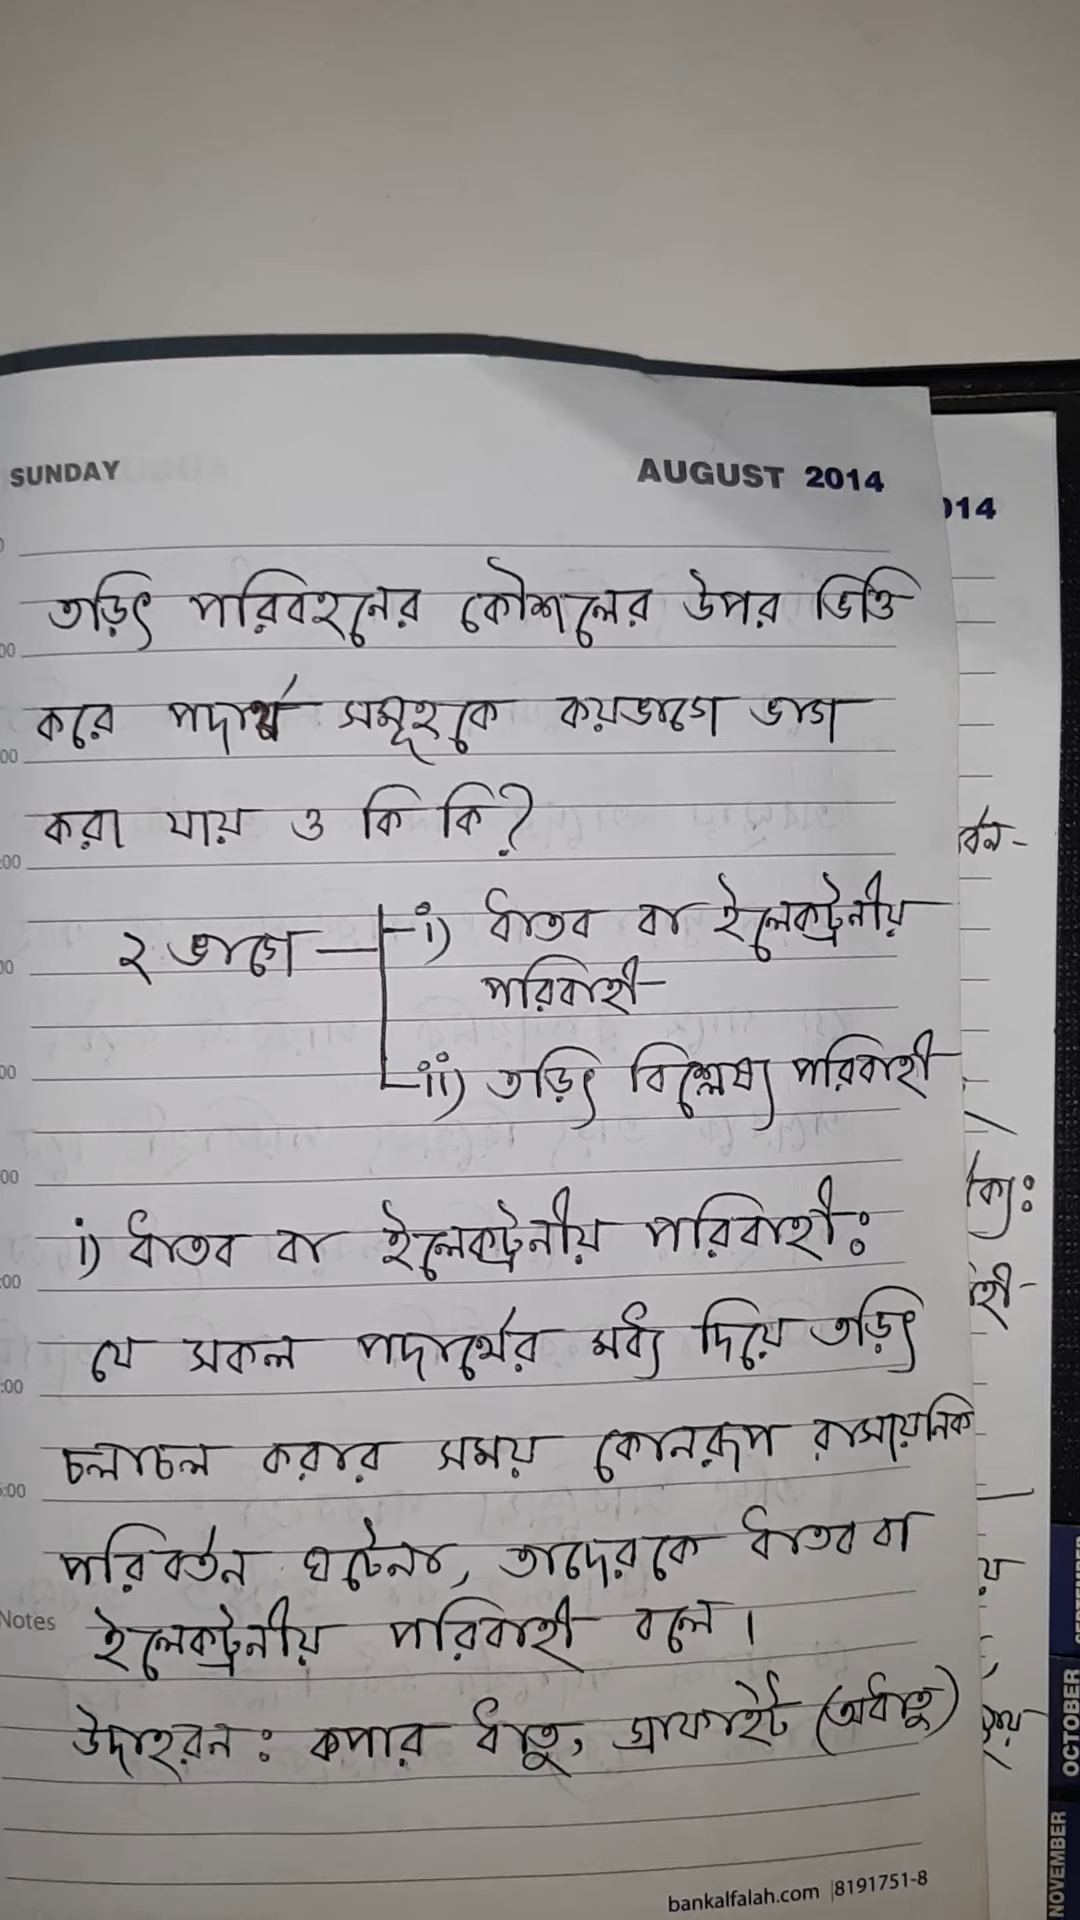 SUNDAY
AUGUST 2014
তড়িৎ পরিবহনের কৌশলের উপর ভিত্তি
করে পদার্থ সমূহকে কয়ভাগে ভাগ
করা যায় ও কি কি?
২ ভাগে
i) ধাতব বা ইলেকট্রনীয়
পরিবাহী
ii) তড়িৎ বিশ্লেষ্য পরিবাহী
i) ধাতব বা ইলেকট্রনীয় পরিবাহী:
যে সকল পদার্থের মধ্য দিয়ে তড়িৎ
চলাচল করার সময় কোনরূপ রাসায়েনিক
পরিবর্তন ঘটেনা, তাদেরকে ধাতব বা
Notes
ইলেকট্রনীয় পরিবাহী বলে।
উদাহরন: কপার ধাতু, গ্রাফাইট (অধাতু)
bankalfalah.com |8191751-8
OCTOBER
NOVEMBER